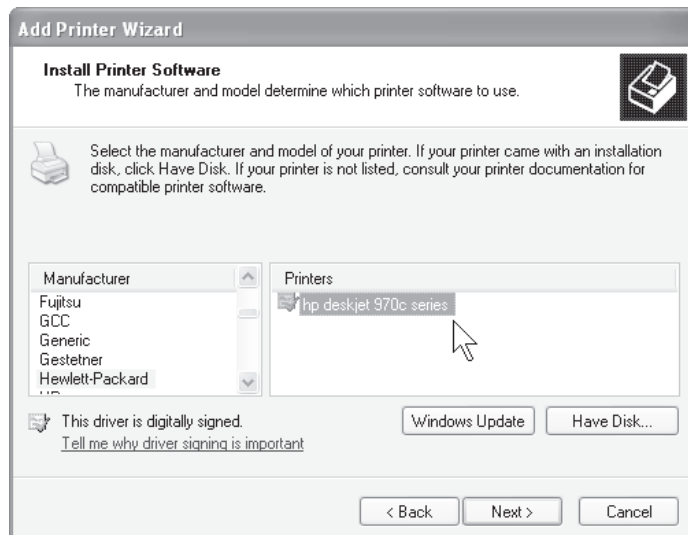 Add Printer Wizard
Install Printer Software
The manufacturer and model determine which printer software to use.
Select the manufacturer and model of your printer. If your printer came with an installation
disk, click Have Disk. If your printer is not listed, consult your printer documentation for
compatible printer software.
Manufacturer
Fujitsu
GCC
Generic
Gestetner
Hewlett-Packard
Printers
hp deskjet 970c series
This driver is digitally signed.
Tell me why driver signing is important
Windows Update
Have Disk...
< Back
Next >
Cancel